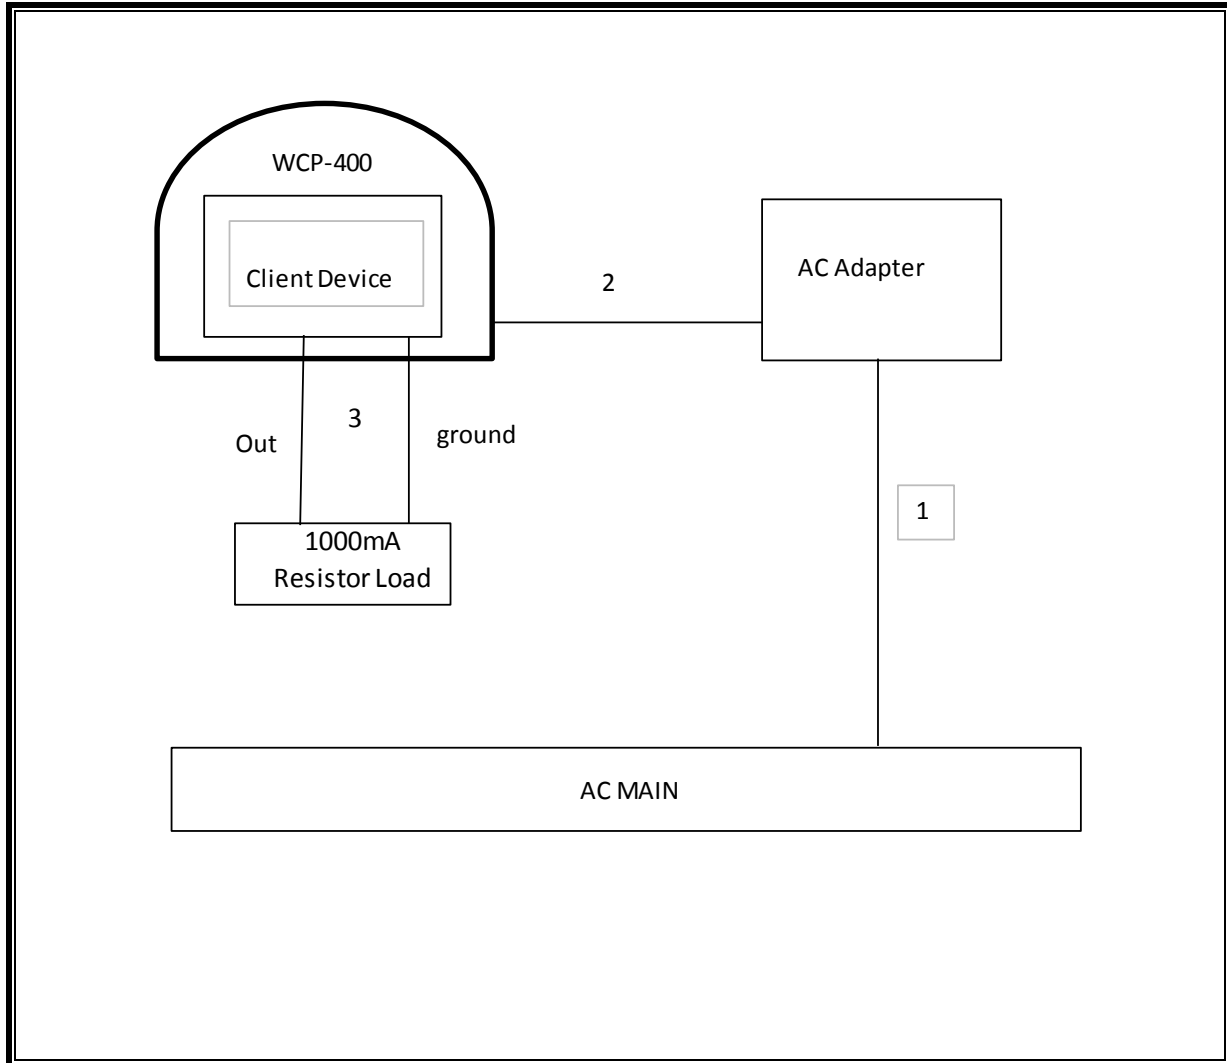 WCP-400
Client Device
AC Adapter
2
3
Out
ground
1
1000mA
Resistor Load
AC MAIN